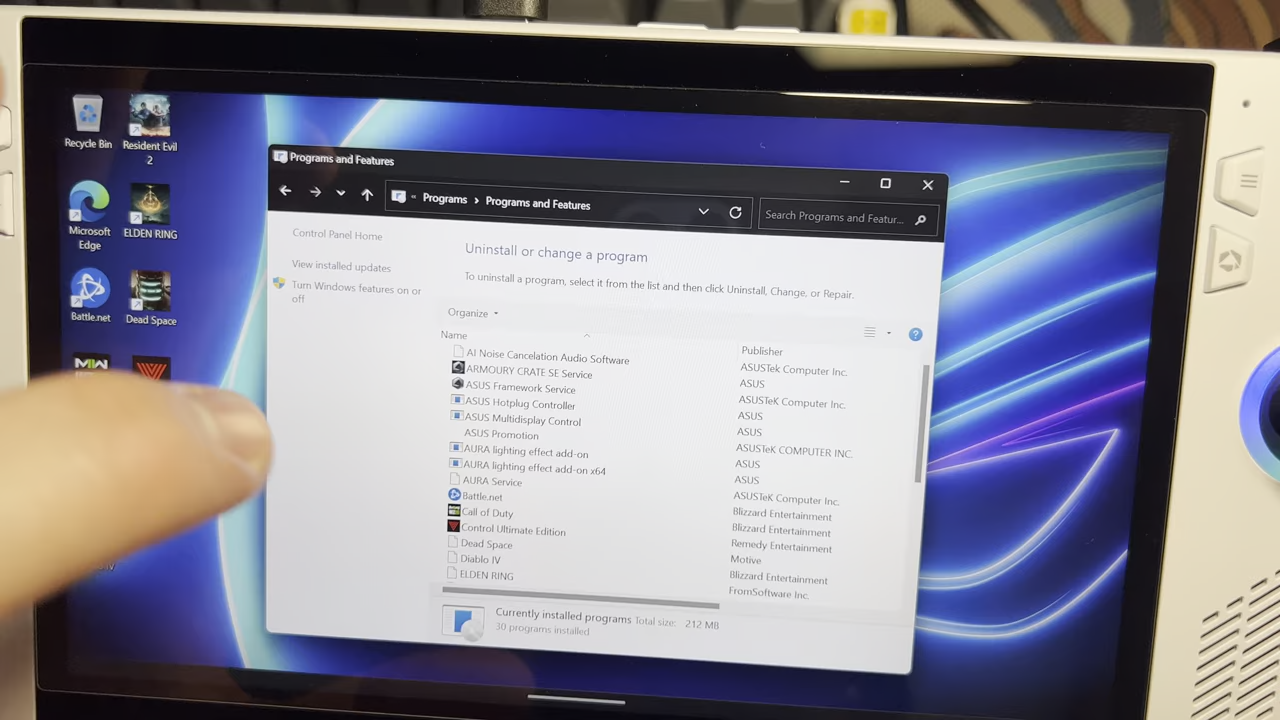 Recycle Bin
Resident Evil 2
Microsoft Edge
ELDEN RING
Battle.net
Dead Space
Programs and Features
« Programs > Programs and Features
Search Programs and Featur...
Control Panel Home
View installed updates
Turn Windows features on or off
Uninstall or change a program
To uninstall a program, select it from the list and then click Uninstall, Change, or Repair.
Organize
Name
Publisher
AI Noise Cancelation Audio Software
ASUSTek Computer Inc.
ARMOURY CRATE SE Service
ASUS
ASUS Framework Service
ASUSTeK Computer Inc.
ASUS Hotplug Controller
ASUS
ASUS Multidisplay Control
ASUS
ASUS Promotion
ASUSTeK COMPUTER INC.
AURA lighting effect add-on
ASUS
AURA lighting effect add-on x64
ASUS
AURA Service
ASUSTeK Computer Inc.
Battle.net
Blizzard Entertainment
Call of Duty
Blizzard Entertainment
Control Ultimate Edition
Remedy Entertainment
Dead Space
Motive
Diablo IV
Blizzard Entertainment
ELDEN RING
FromSoftware Inc.
Currently installed programs Total size: 212 MB
30 programs installed